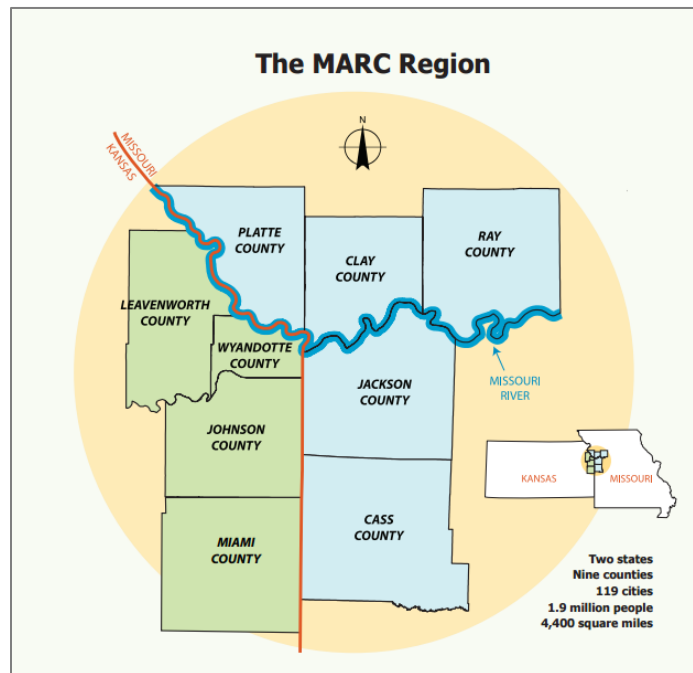 The MARC Region
N
MISSOURI
KANSAS
PLATTE
COUNTY
CLAY
COUNTY
RAY
COUNTY
LEAVENWORTH
COUNTY
WYANDOTTE
COUNTY
JACKSON
COUNTY
MISSOURI
RIVER
JOHNSON
COUNTY
KANSAS
MISSOURI
CASS
COUNTY
MIAMI
COUNTY
Two states
Nine counties
119 cities
1.9 million people
4,400 square miles